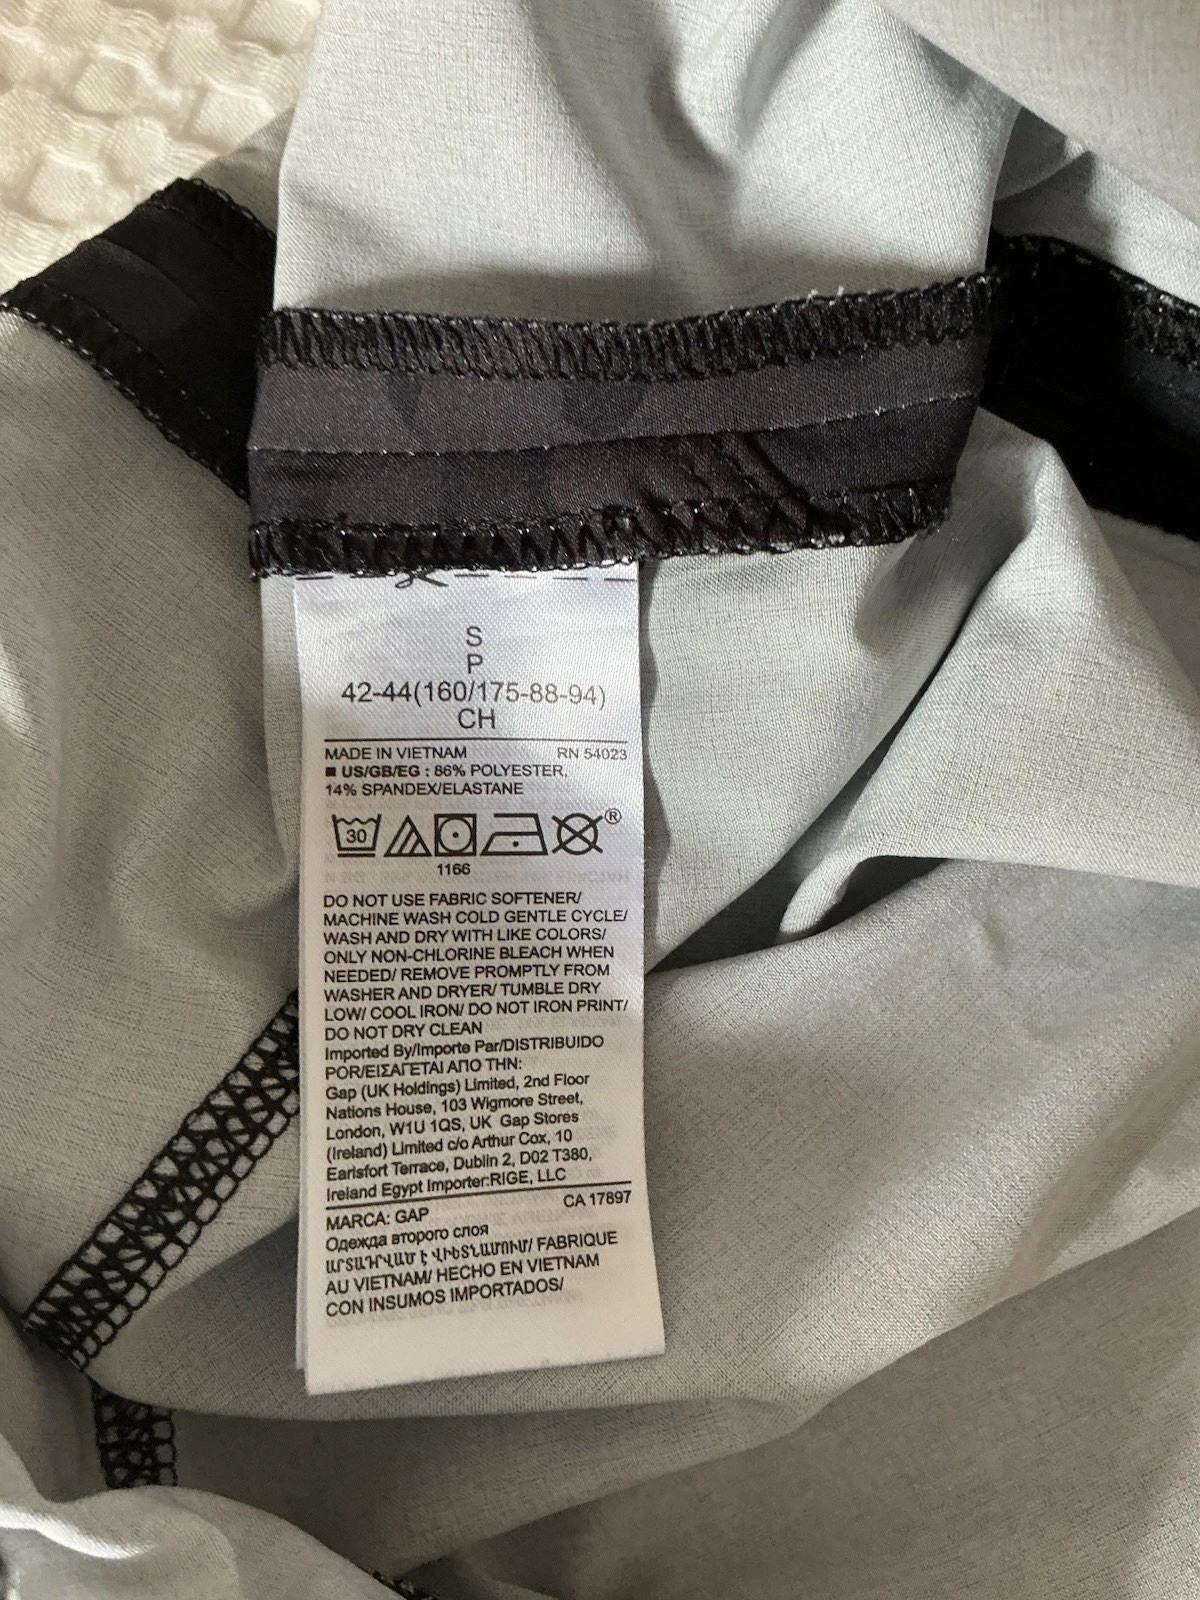 S
P
42-44(160/175-88-94)
CH
MADE IN VIETNAM RN 54023
■ US/GB/EG : 86% POLYESTER,
14% SPANDEX/ELASTANE
30 ®
1166
DO NOT USE FABRIC SOFTENER/
MACHINE WASH COLD GENTLE CYCLE/
WASH AND DRY WITH LIKE COLORS/
ONLY NON-CHLORINE BLEACH WHEN
NEEDED/ REMOVE PROMPTLY FROM
WASHER AND DRYER/ TUMBLE DRY
LOW/ COOL IRON/ DO NOT IRON PRINT/
DO NOT DRY CLEAN
Imported By/Importe Par/DISTRIBUIDO
POR/ΕΙΣΑΓΕΤΑΙ ΑΠΟ ΤΗΝ:
Gap (UK Holdings) Limited, 2nd Floor
Nations House, 103 Wigmore Street,
London, W1U 1QS, UK Gap Stores
(Ireland) Limited c/o Arthur Cox, 10
Earlsfort Terrace, Dublin 2, D02 T380,
Ireland Egypt Importer:RIGE, LLC
CA 17897
MARCA: GAP
Одежда второго слоя
ԱՐՏԱԴՐՎԱԾ Է ՎԻԵՏՆԱՄՈՒՄ/ FABRIQUE
AU VIETNAM/ HECHO EN VIETNAM
CON INSUMOS IMPORTADOS/